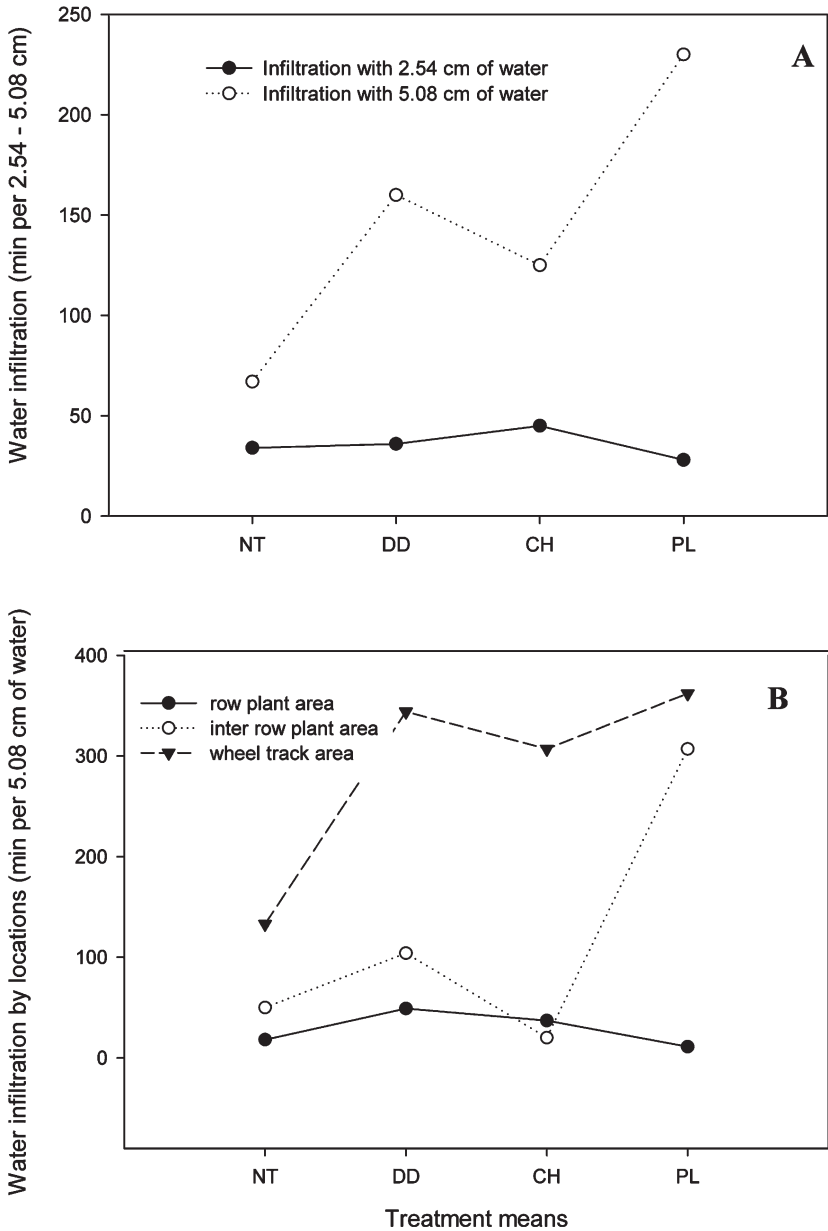 A
Infiltration with 2.54 cm of water
Infiltration with 5.08 cm of water
Water infiltration (min per 2.54 - 5.08 cm)
250
200
150
100
50
0
NT DD CH PL
B
row plant area
inter row plant area
wheel track area
Water infiltration by locations (min per 5.08 cm of water)
400
300
200
100
0
NT DD CH PL
Treatment means